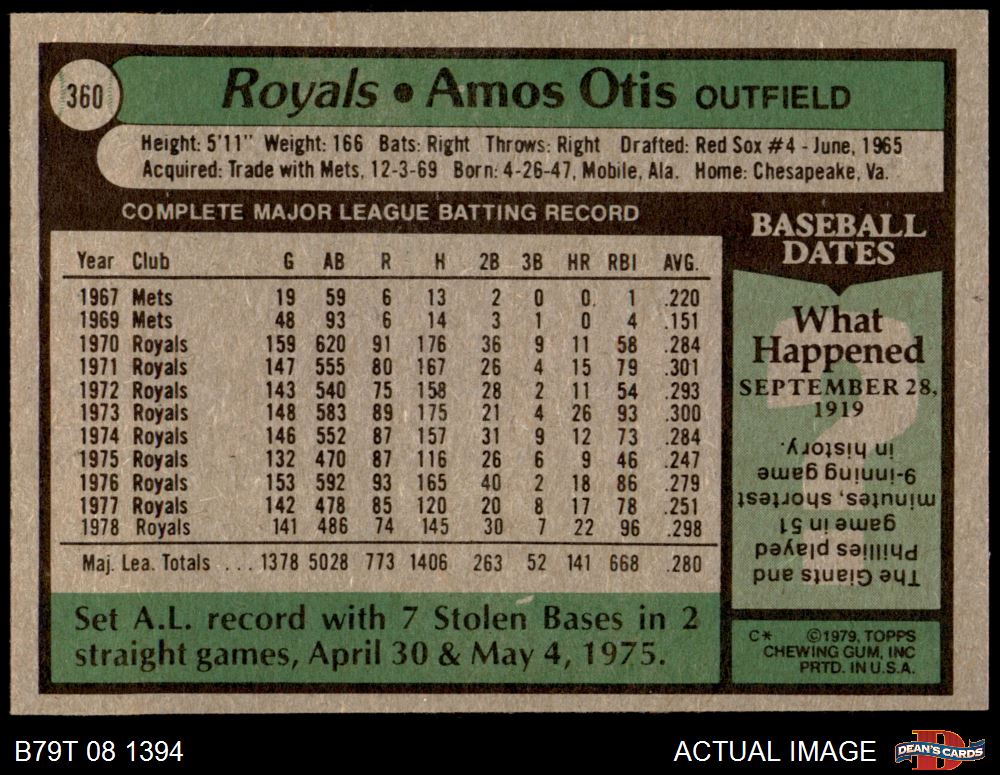 360
Royals • Amos Otis OUTFIELD
Height: 5'11" Weight: 166 Bats: Right Throws: Right Drafted: Red Sox #4 - June, 1965
Acquired: Trade with Mets, 12-3-69 Born: 4-26-47, Mobile, Ala. Home: Chesapeake, Va.
COMPLETE MAJOR LEAGUE BATTING RECORD
Year Club G AB R H 2B 3B HR RBI AVG.
1967 Mets 19 59 6 13 2 0 0 1 .220
1969 Mets 48 93 6 14 3 1 0 4 .151
1970 Royals 159 620 91 176 36 9 11 58 .284
1971 Royals 147 555 80 167 26 4 15 79 .301
1972 Royals 143 540 75 158 28 2 11 54 .293
1973 Royals 148 583 89 175 21 4 26 93 .300
1974 Royals 146 552 87 157 31 9 12 73 .284
1975 Royals 132 470 87 116 26 6 9 46 .247
1976 Royals 153 592 93 165 40 2 18 86 .279
1977 Royals 142 478 85 120 20 8 17 78 .251
1978 Royals 141 486 74 145 30 7 22 96 .298
Maj. Lea. Totals ... 1378 5028 773 1406 263 52 141 668 .280
Set A.L. record with 7 Stolen Bases in 2
straight games, April 30 & May 4, 1975.
BASEBALL
DATES
What
Happened
SEPTEMBER 28,
1919
The Giants and
Phillies played
game in 51
minutes, shortest
9-inning game
in history.
C* ©1979, TOPPS
CHEWING GUM, INC
PRTD. IN U.S.A.
B79T 08 1394
ACTUAL IMAGE
D
DEAN'S CARDS